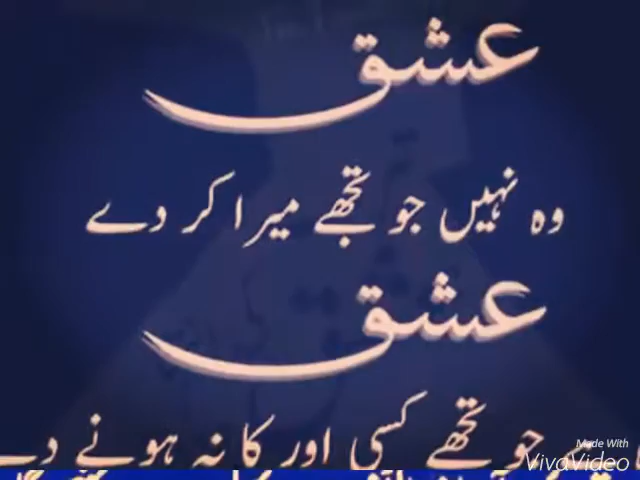 عشق
وہ نہیں جو تجھے میرا کر دے
عشق
جو تجھے کسی اور کا نہ ہونے دے
Made With
VivaVideo